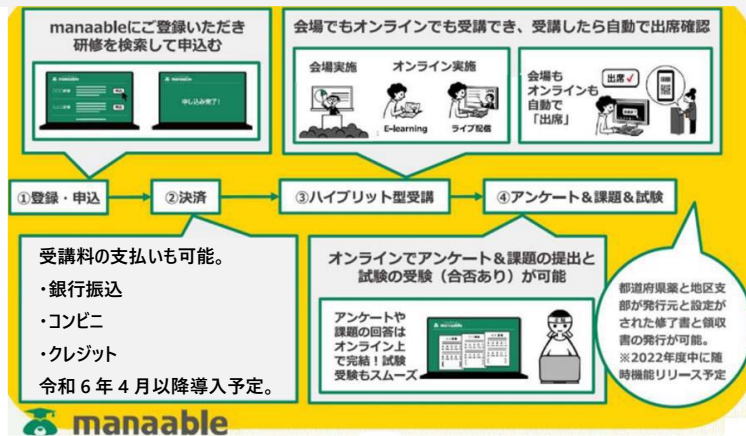 manaableにご登録いただき
研修を検索して申込む
申し込み完了!
会場でもオンラインでも受講でき、受講したら自動で出席確認
会場実施
オンライン実施
E-learning
ライブ配信
会場も
オンラインも
自動で
「出席」
出席✓
①登録・申込
②決済
③ハイブリット型受講
④アンケート&課題&試験
受講料の支払いも可能。
・銀行振込
・コンビニ
・クレジット
令和6年4月以降導入予定。
オンラインでアンケート&課題の提出と
試験の受験(合否あり)が可能
アンケートや
課題の回答は
オンライン上
で完結!試験
受験もスムーズ
manaable
都道府県薬と地区支
部が発行元と設定が
された修了書と領収
書の発行が可能。
※2022年度中に随
時機能リリース予定
manaable